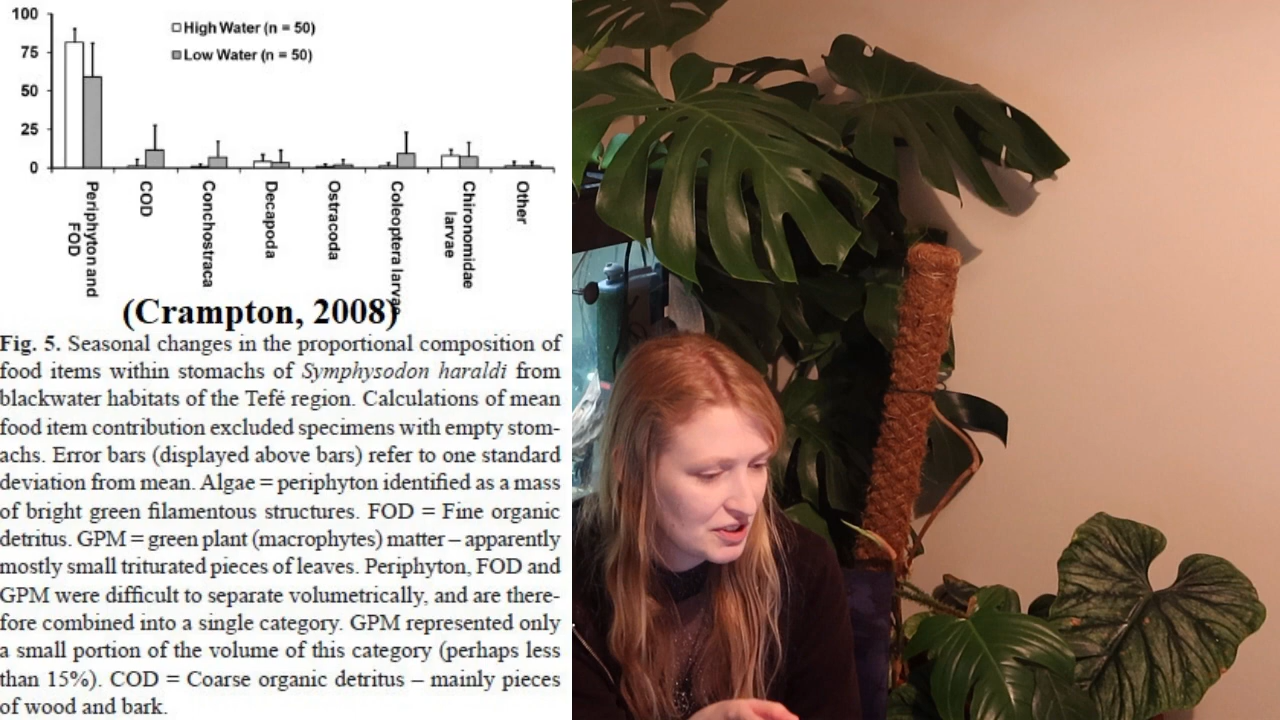 100
High Water (n = 50)
75
Low Water (n = 50)
50
25
0
Periphyton and
FOD
COD
Conchostraca
Decapoda
Ostracoda
Coleoptera larvae
Chironomidae
larvae
Other
(Crampton, 2008)
Fig. 5. Seasonal changes in the proportional composition of
food items within stomachs of Symphysodon haraldi from
blackwater habitats of the Tefé region. Calculations of mean
food item contribution excluded specimens with empty stom-
achs. Error bars (displayed above bars) refer to one standard
deviation from mean. Algae = periphyton identified as a mass
of bright green filamentous structures. FOD = Fine organic
detritus. GPM = green plant (macrophytes) matter – apparently
mostly small triturated pieces of leaves. Periphyton, FOD and
GPM were difficult to separate volumetrically, and are there-
fore combined into a single category. GPM represented only
a small portion of the volume of this category (perhaps less
than 15%). COD = Coarse organic detritus – mainly pieces
of wood and bark.